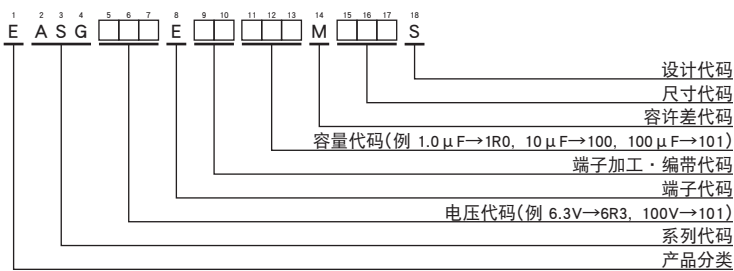 1 2 3 4 5 6 7 8 9 10 11 12 13 14 15 16 17 18
E A S G □□□ E □□ □□□ M □□□ S
设计代码
尺寸代码
容许差代码
容量代码(例 1.0μF→1R0, 10μF→100, 100μF→101)
端子加工·编带代码
端子代码
电压代码(例 6.3V→6R3, 100V→101)
系列代码
产品分类